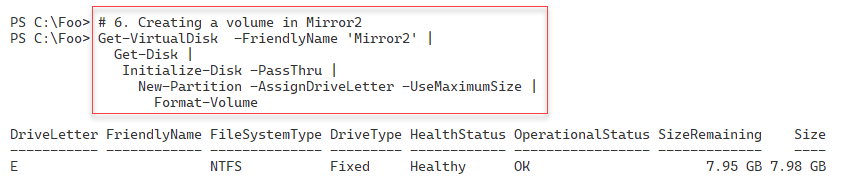 PS C:\Foo> # 6. Creating a volume in Mirror2
PS C:\Foo> Get-VirtualDisk  -FriendlyName 'Mirror2' |
             Get-Disk |
              Initialize-Disk -PassThru |
                New-Partition -AssignDriveLetter -UseMaximumSize |
                  Format-Volume

DriveLetter FriendlyName FileSystemType DriveType HealthStatus OperationalStatus SizeRemaining    Size
----------- ------------ -------------- --------- ------------ ----------------- -------------    ----
E                        NTFS           Fixed     Healthy      OK                      7.95 GB 7.98 GB